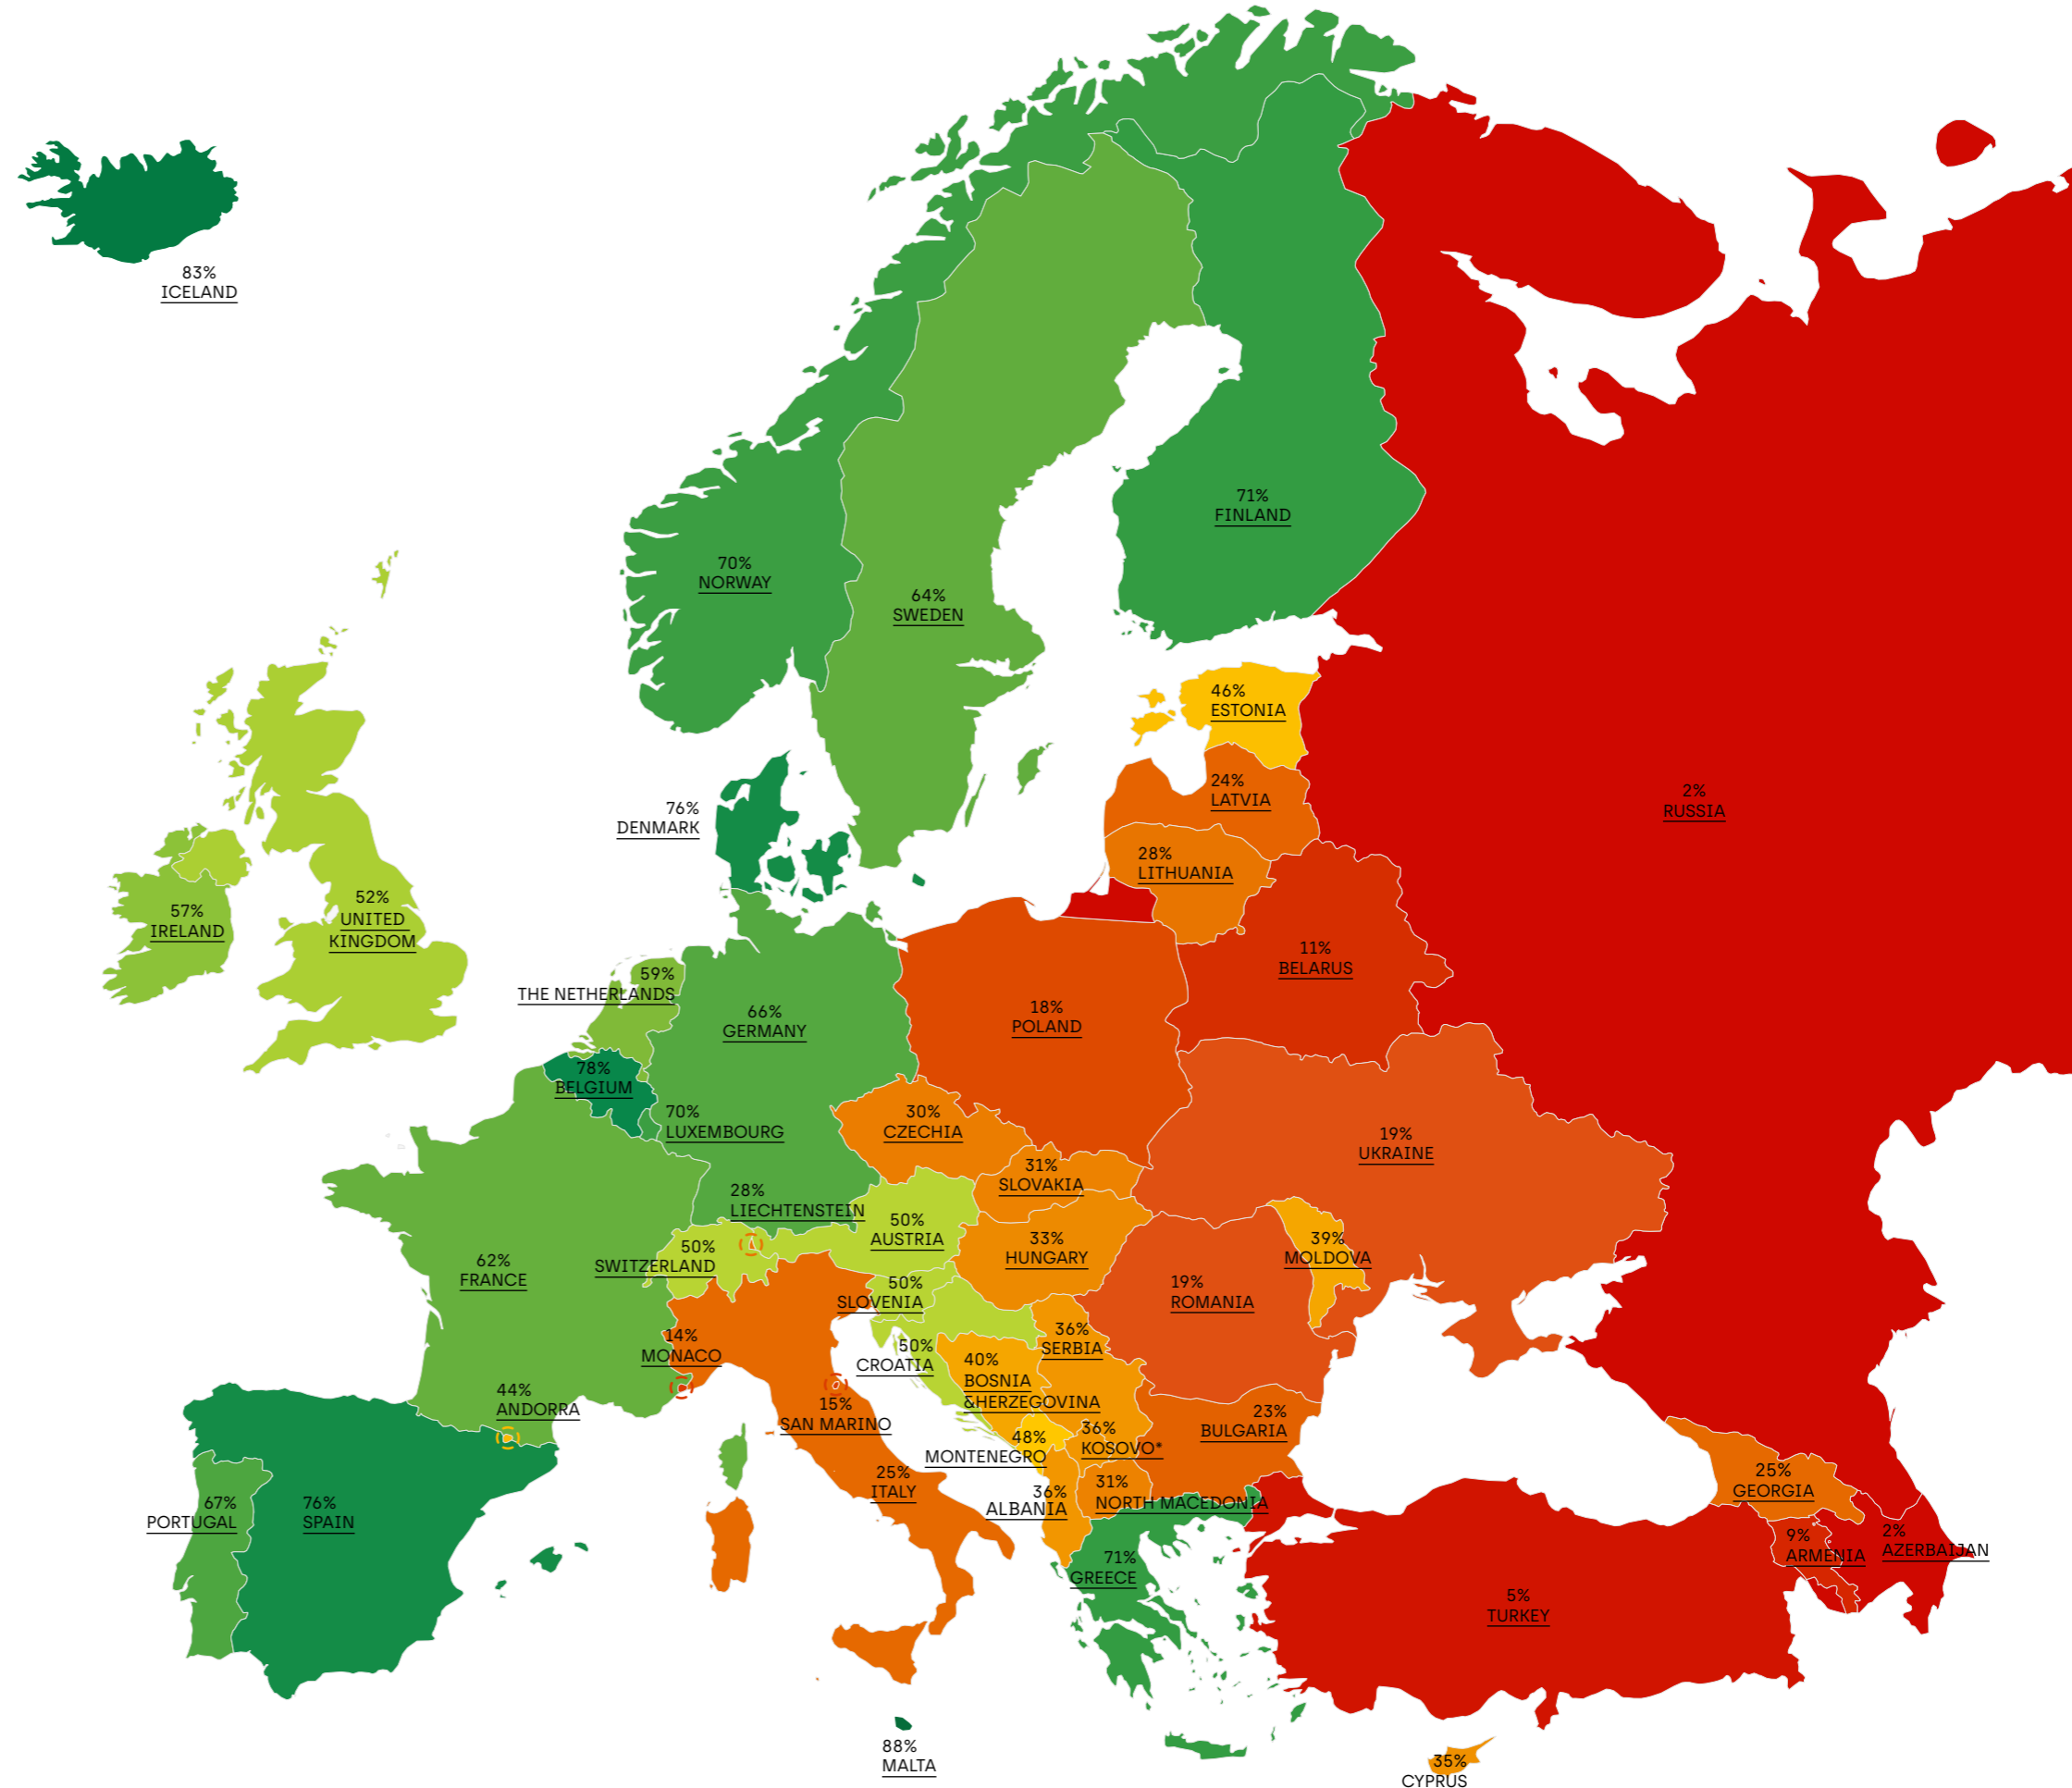 83%
ICELAND
71%
FINLAND
70%
NORWAY
64%
SWEDEN
46%
ESTONIA
24%
LATVIA
2%
RUSSIA
76%
DENMARK
28%
LITHUANIA
52%
UNITED
KINGDOM
57%
IRELAND
11%
BELARUS
59%
THE NETHERLANDS
66%
GERMANY
18%
POLAND
78%
BELGIUM
70%
LUXEMBOURG
30%
CZECHIA
19%
UKRAINE
31%
SLOVAKIA
28%
LIECHTENSTEIN
50%
AUSTRIA
33%
HUNGARY
39%
MOLDOVA
50%
SWITZERLAND
62%
FRANCE
50%
SLOVENIA
19%
ROMANIA
14%
MONACO
50%
CROATIA
36%
SERBIA
40%
BOSNIA
&HERZEGOVINA
44%
ANDORRA
15%
SAN MARINO
48%
MONTENEGRO
36%
KOSOVO*
23%
BULGARIA
25%
ITALY
36%
ALBANIA
31%
NORTH MACEDONIA
25%
GEORGIA
67%
PORTUGAL
76%
SPAIN
9%
ARMENIA
2%
AZERBAIJAN
71%
GREECE
5%
TURKEY
88%
MALTA
35%
CYPRUS